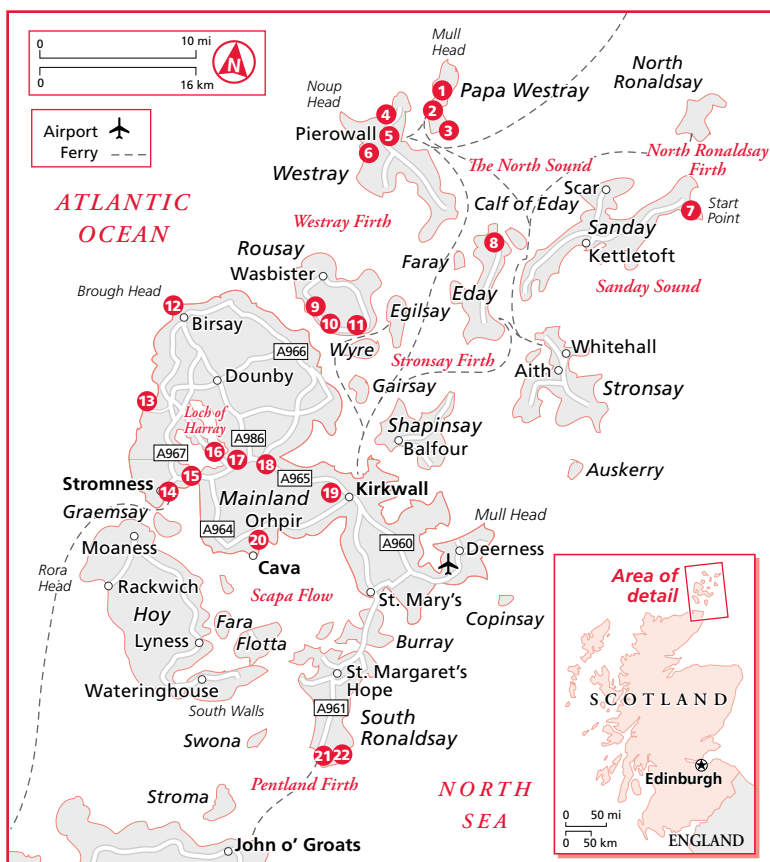 0 10 mi
0 16 km
N
Airport
Ferry
Mull
Head
Noup
Head
North
Ronaldsay
1
Papa Westray
2
3
4
Pierowall
5
6
Westray
The North Sound
North Ronaldsay
Firth
ATLANTIC
OCEAN
Westray Firth
Calf of Eday
Scar
7
Start
Point
Sanday
Kettletoft
Sanday Sound
8
Faray
Eday
Rousay
Wasbister
9
10
11
Egilsay
Wyre
Stronsay Firth
Brough Head
12
Birsay
A966
Dounby
Gairsay
Whitehall
Aith
Stronsay
13
Loch of
Harray
A986
16
17
18
Shapinsay
Balfour
Auskerry
A967
15
A965
Stromness
14
Mainland
19
Kirkwall
Graemsay
A964
Orhpir
20
Cava
A960
Mull Head
Deerness
Moaness
Rora
Head
Rackwich
Hoy
Scapa Flow
St. Mary's
Copinsay
Fara
Lyness
Flotta
Burray
Wateringhouse
St. Margaret's
Hope
South Walls
A961
South
Ronaldsay
Swona
21
22
Pentland Firth
NORTH
SEA
Stroma
John o' Groats
Area of
detail
SCOTLAND
Edinburgh
0 50 mi
0 50 km
ENGLAND